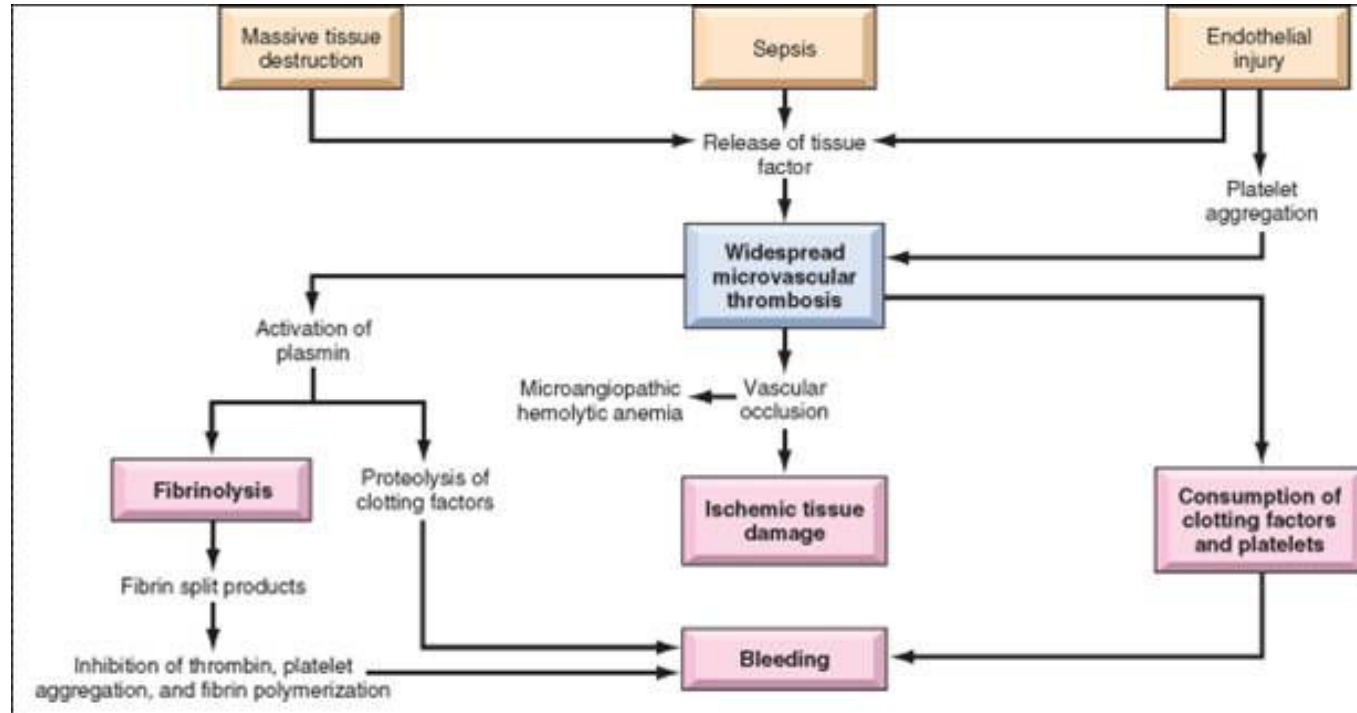 Massive tissue
destruction
Sepsis
Endothelial
injury
Release of tissue
factor
Platelet
aggregation
Widespread
microvascular
thrombosis
Activation of
plasmin
Microangiopathic
hemolytic anemia
Vascular
occlusion
Fibrinolysis
Proteolysis of
clotting factors
Ischemic tissue
damage
Consumption of
clotting factors
and platelets
Fibrin split products
Inhibition of thrombin, platelet
aggregation, and fibrin polymerization
Bleeding